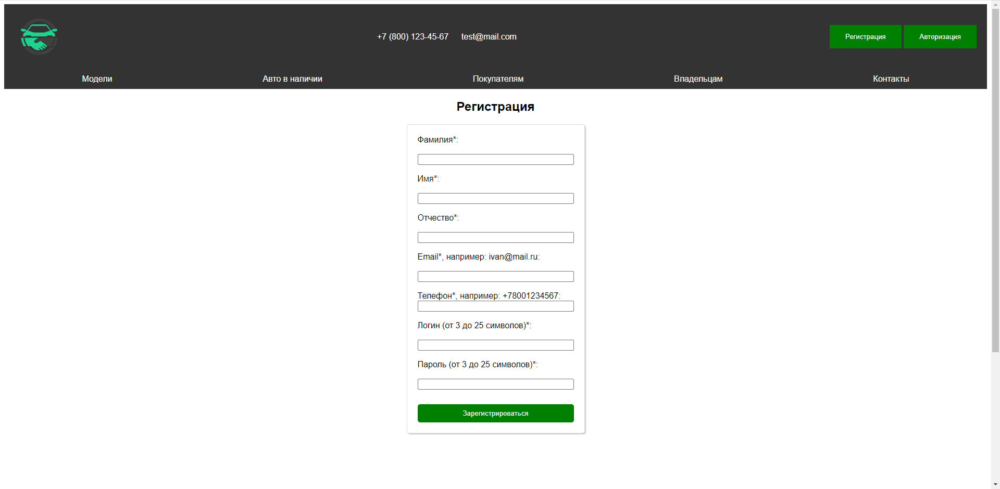 +7 (800) 123-45-67 test@mail.com Регистрация Авторизация
Модели Авто в наличии Покупателям Владельцам Контакты
Регистрация
Фамилия*:
Имя*:
Отчество*:
Email*, например: ivan@mail.ru:
Телефон*, например: +78001234567:
Логин (от 3 до 25 символов)*:
Пароль (от 3 до 25 символов)*:
Зарегистрироваться